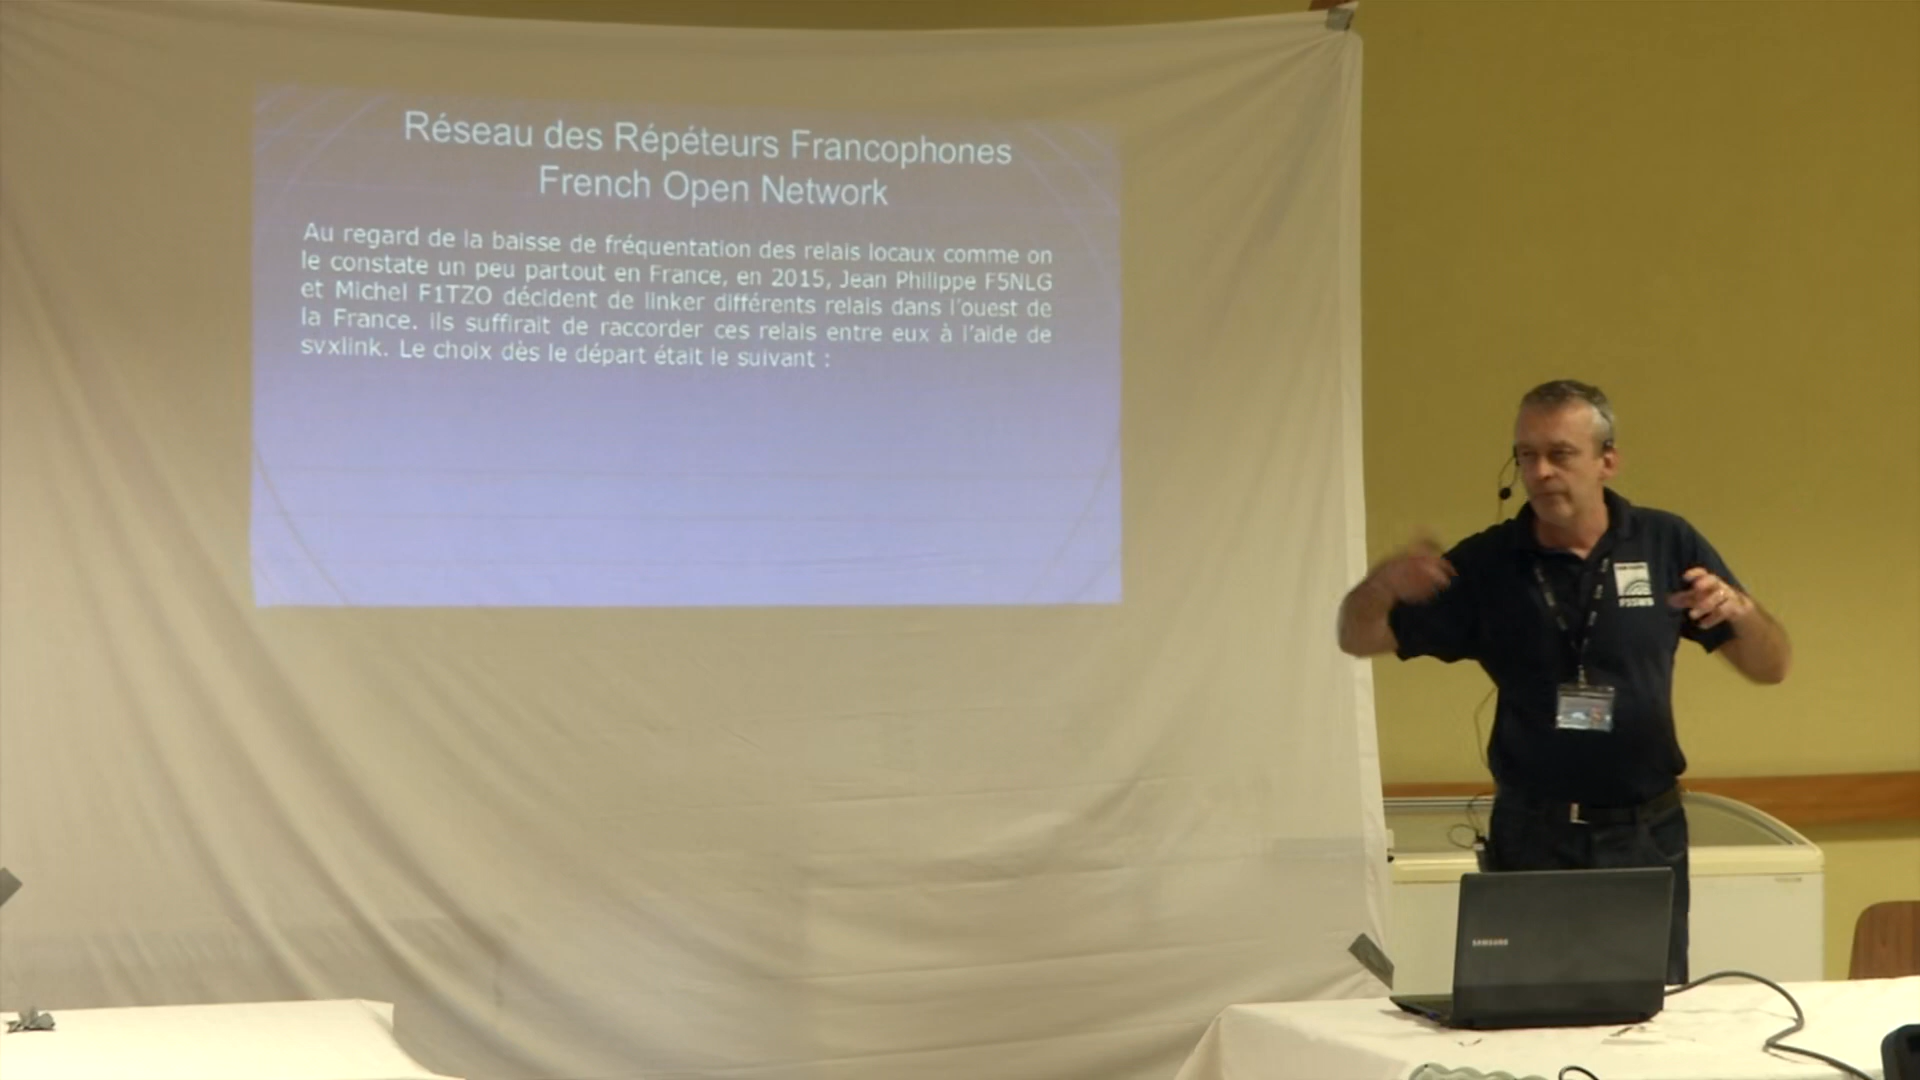 Réseau des Répéteurs Francophones
French Open Network
Au regard de la baisse de fréquentation des relais locaux comme on
le constate un peu partout en France, en 2015, Jean Philippe F5NLG
et Michel F1TZO décident de linker différents relais dans l'ouest de
la France. ils suffirait de raccorder ces relais entre eux à l'aide de
svxlink. Le choix dès le départ était le suivant :
SAMSUNG